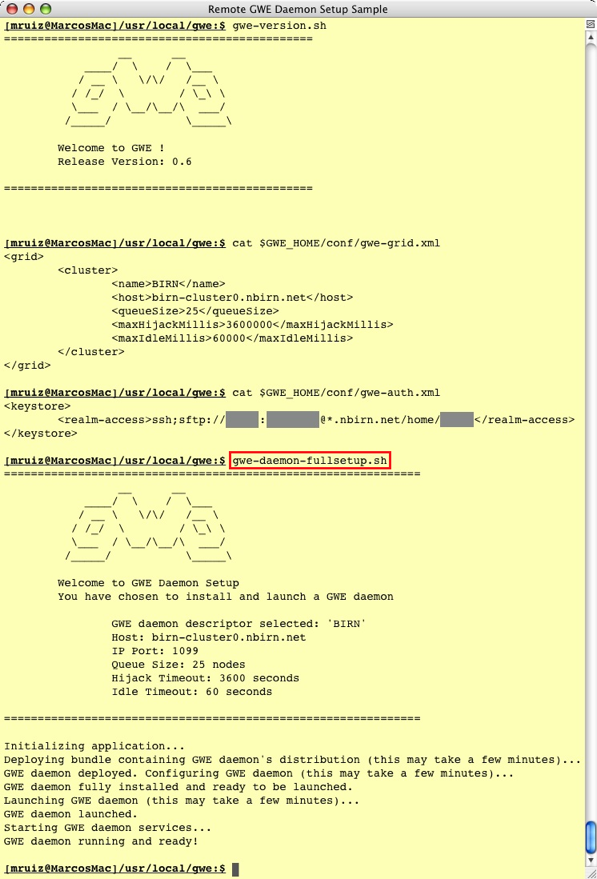 Remote GWE Daemon Setup Sample
[mruiz@MarcosMac]/usr/local/gwe:$ gwe-version.sh
==============================================
Welcome to GWE !
Release Version: 0.6
==============================================
[mruiz@MarcosMac]/usr/local/gwe:$ cat $GWE_HOME/conf/gwe-grid.xml
<grid>
<cluster>
<name>BIRN</name>
<host>birn-cluster0.nbirn.net</host>
<queueSize>25</queueSize>
<maxHijackMillis>3600000</maxHijackMillis>
<maxIdleMillis>60000</maxIdleMillis>
</cluster>
</grid>
[mruiz@MarcosMac]/usr/local/gwe:$ cat $GWE_HOME/conf/gwe-auth.xml
<keystore>
<realm-access>ssh;sftp:// : @*.nbirn.net/home/ </realm-access>
</keystore>
[mruiz@MarcosMac]/usr/local/gwe:$ gwe-daemon-fullsetup.sh
==============================================================
Welcome to GWE Daemon Setup
You have chosen to install and launch a GWE daemon
GWE daemon descriptor selected: 'BIRN'
Host: birn-cluster0.nbirn.net
IP Port: 1099
Queue Size: 25 nodes
Hijack Timeout: 3600 seconds
Idle Timeout: 60 seconds
==============================================================
Initializing application...
Deploying bundle containing GWE daemon's distribution (this may take a few minutes)...
GWE daemon deployed. Configuring GWE daemon (this may take a few minutes)...
GWE daemon fully installed and ready to be launched.
Launching GWE daemon (this may take a few minutes)...
GWE daemon launched.
Starting GWE daemon services...
GWE daemon running and ready!
[mruiz@MarcosMac]/usr/local/gwe:$